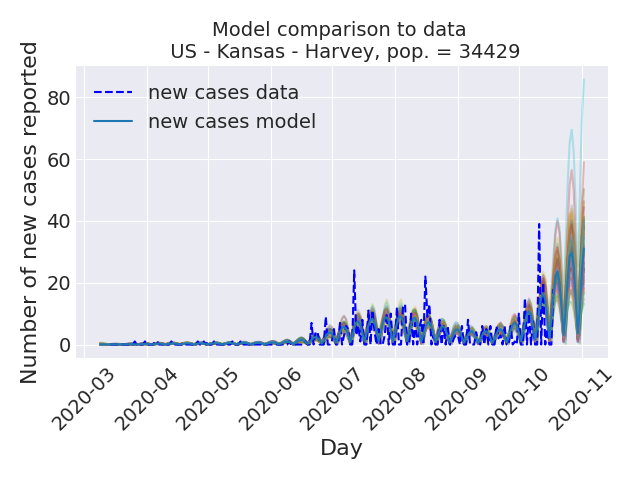 Model comparison to data
US - Kansas - Harvey, pop. = 34429
Number of new cases reported
80
60
40
20
0
new cases data
new cases model
2020-03
2020-04
2020-05
2020-06
2020-07
2020-08
2020-09
2020-10
2020-11
Day